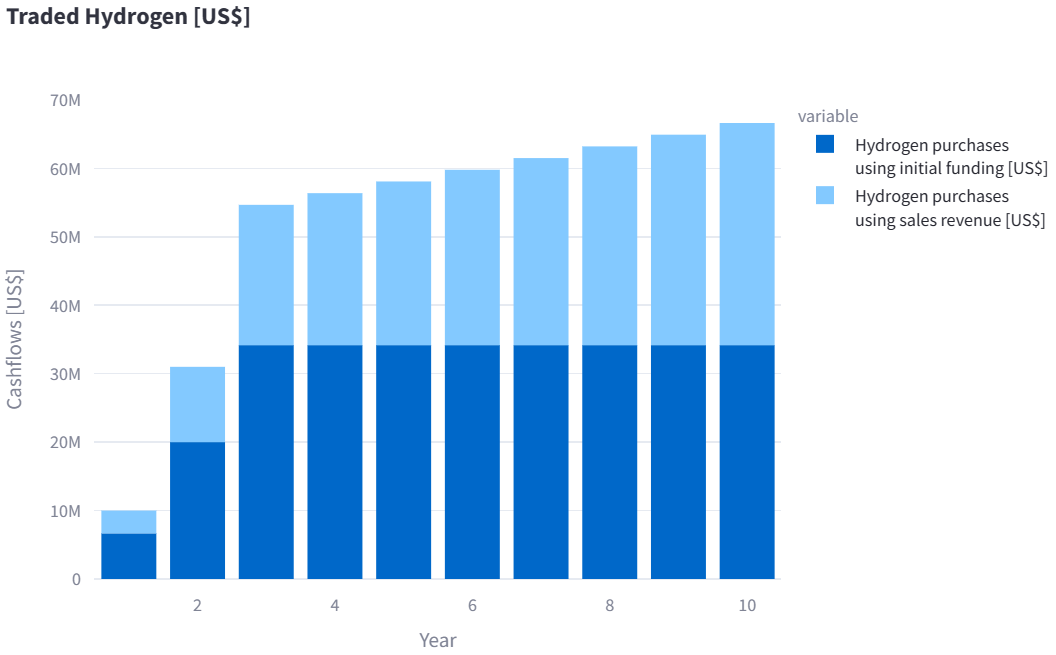 Traded Hydrogen [US$]
70M
60M
50M
40M
30M
20M
10M
0
Cashflows [US$]
2
4
6
8
10
Year
variable
Hydrogen purchases
using initial funding [US$]
Hydrogen purchases
using sales revenue [US$]